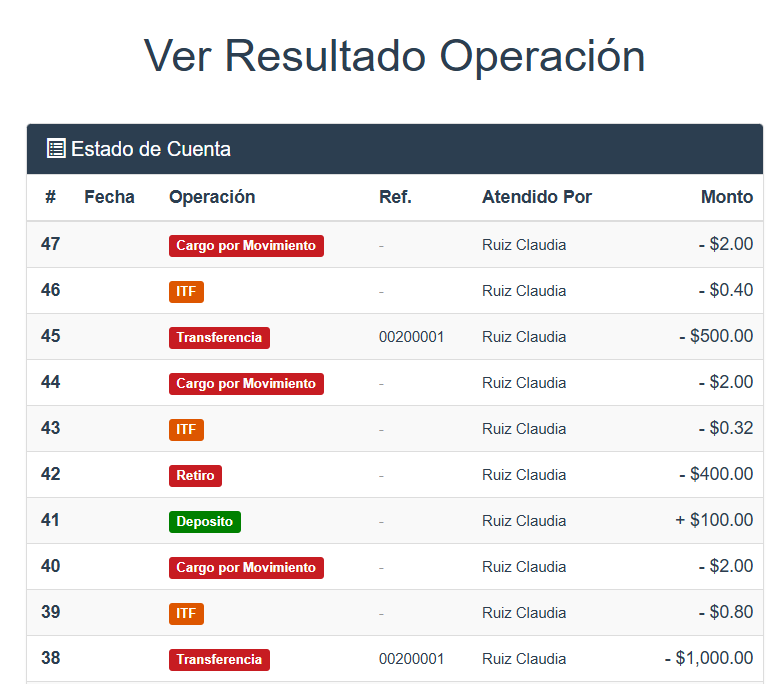 Ver Resultado Operación
Estado de Cuenta
# Fecha Operación Ref. Atendido Por Monto
47 Cargo por Movimiento - Ruiz Claudia - $2.00
46 ITF - Ruiz Claudia - $0.40
45 Transferencia 00200001 Ruiz Claudia - $500.00
44 Cargo por Movimiento - Ruiz Claudia - $2.00
43 ITF - Ruiz Claudia - $0.32
42 Retiro - Ruiz Claudia - $400.00
41 Deposito - Ruiz Claudia + $100.00
40 Cargo por Movimiento - Ruiz Claudia - $2.00
39 ITF - Ruiz Claudia - $0.80
38 Transferencia 00200001 Ruiz Claudia - $1,000.00